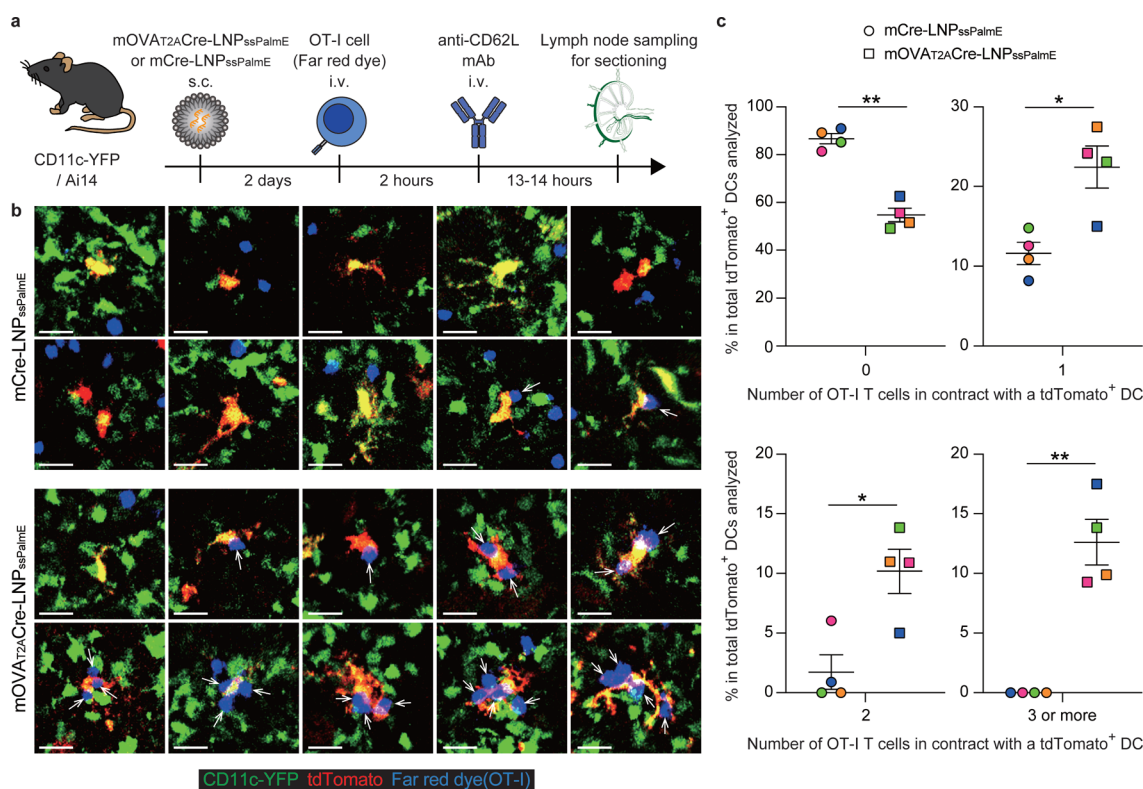 a
mOVAT2ACre-LNPssPalmE
or mCre-LNPssPalmE
s.c.
OT-I cell
(Far red dye)
i.v.
anti-CD62L
mAb
i.v.
Lymph node sampling
for sectioning
CD11c-YFP
/ Ai14
2 days
2 hours
13-14 hours
b
mCre-LNPssPalmE
mOVAT2ACre-LNPssPalmE
CD11c-YFP tdTomato Far red dye(OT-I)
c
mCre-LNPssPalmE
mOVAT2ACre-LNPssPalmE
% in total tdTomato+ DCs analyzed
100
80
60
40
20
0
**
0
30
20
10
0
*
1
Number of OT-I T cells in contract with a tdTomato+ DC
% in total tdTomato+ DCs analyzed
20
15
10
5
0
*
2
20
15
10
5
0
**
3 or more
Number of OT-I T cells in contract with a tdTomato+ DC